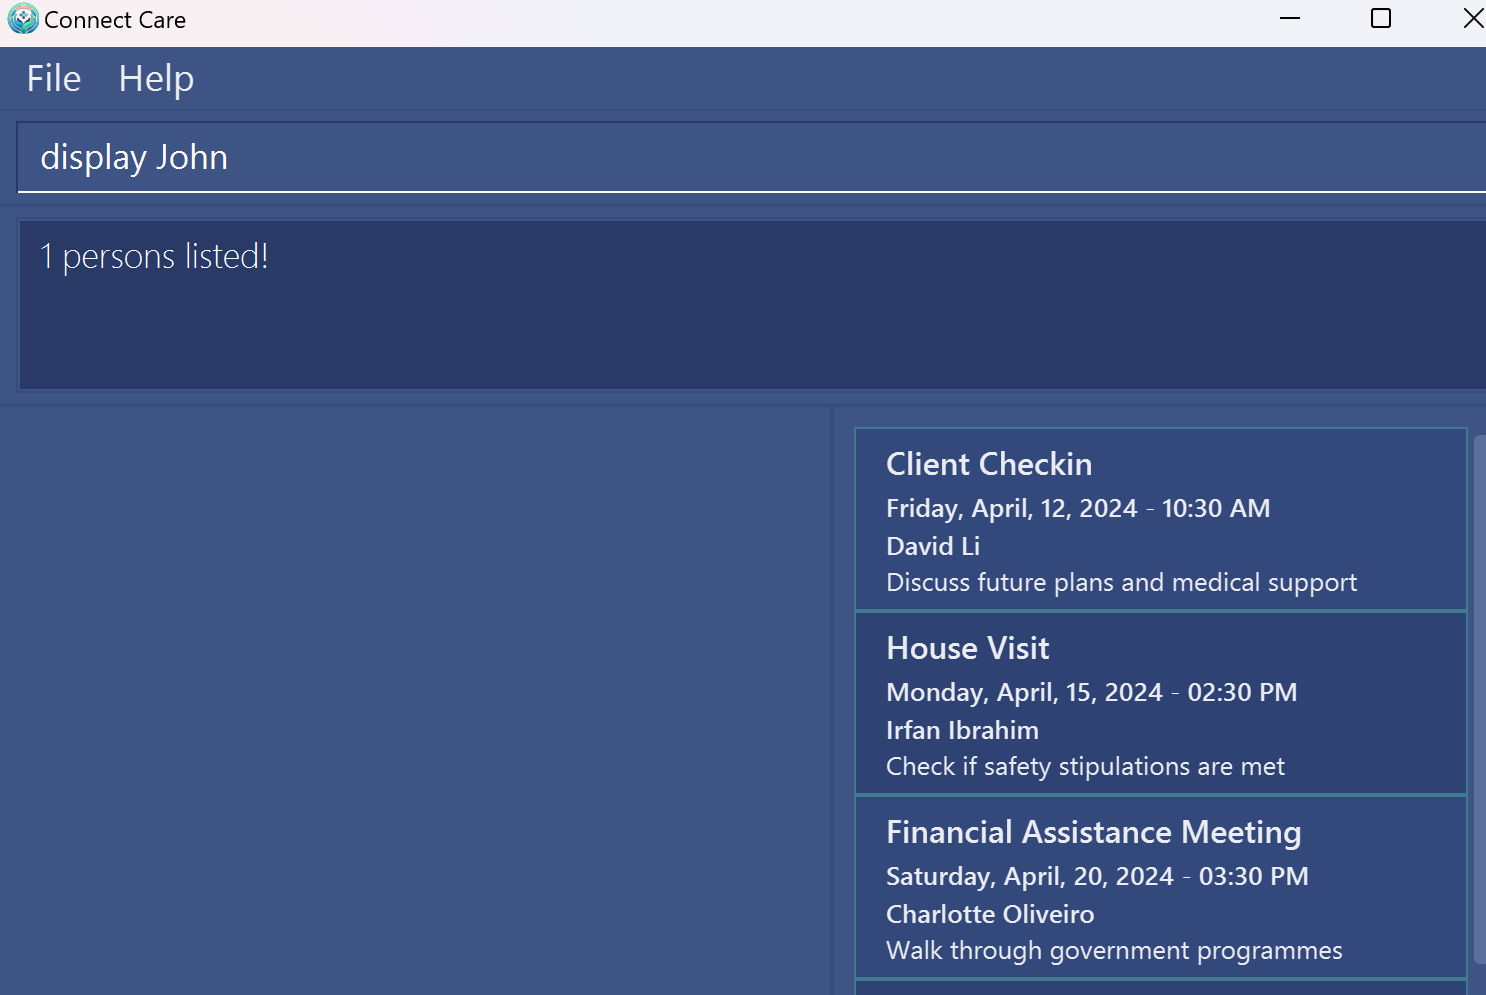 Connect Care
File Help
display John
1 persons listed!
Client Checkin
Friday, April, 12, 2024 - 10:30 AM
David Li
Discuss future plans and medical support
House Visit
Monday, April, 15, 2024 - 02:30 PM
Irfan Ibrahim
Check if safety stipulations are met
Financial Assistance Meeting
Saturday, April, 20, 2024 - 03:30 PM
Charlotte Oliveiro
Walk through government programmes